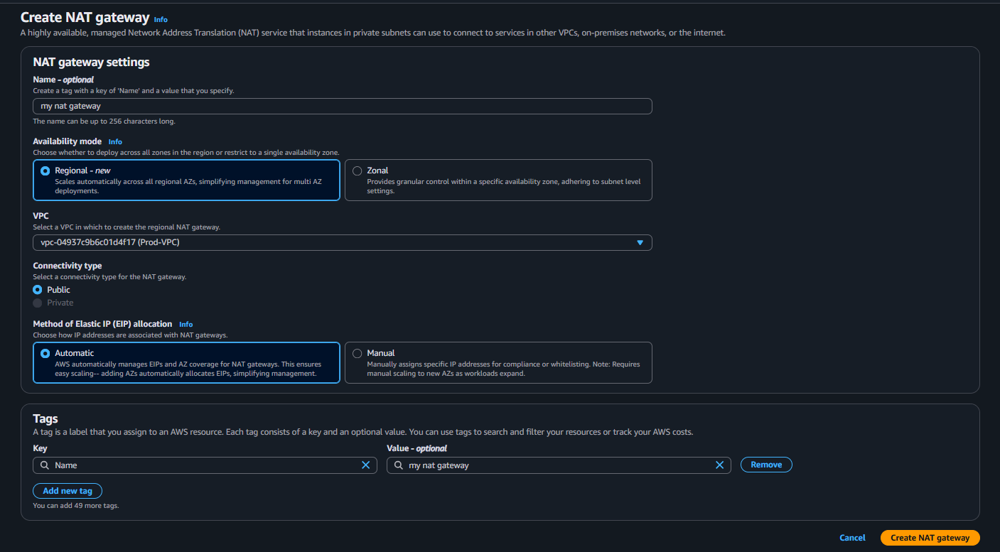 Create NAT gateway Info
A highly available, managed Network Address Translation (NAT) service that instances in private subnets can use to connect to services in other VPCs, on-premises networks, or the internet.
NAT gateway settings
Name - optional
Create a tag with a key of 'Name' and a value that you specify.
my nat gateway
The name can be up to 256 characters long.
Availability mode Info
Choose whether to deploy across all zones in the region or restrict to a single availability zone.
Regional - new
Scales automatically across all regional AZs, simplifying management for multi AZ
deployments.
Zonal
Provides granular control within a specific availability zone, adhering to subnet level
settings.
VPC
Select a VPC in which to create the regional NAT gateway.
vpc-04937c9b6c01d4f17 (Prod-VPC)
Connectivity type
Select a connectivity type for the NAT gateway.
Public
Private
Method of Elastic IP (EIP) allocation Info
Choose how IP addresses are associated with NAT gateways.
Automatic
AWS automatically manages EIPs and AZ coverage for NAT gateways. This ensures
easy scaling-- adding AZs automatically allocates EIPs, simplifying management.
Manual
Manually assigns specific IP addresses for compliance or whitelisting. Note: Requires
manual scaling to new AZs as workloads expand.
Tags
A tag is a label that you assign to an AWS resource. Each tag consists of a key and an optional value. You can use tags to search and filter your resources or track your AWS costs.
Key
Value - optional
Name
my nat gateway
Remove
Add new tag
You can add 49 more tags.
Cancel
Create NAT gateway